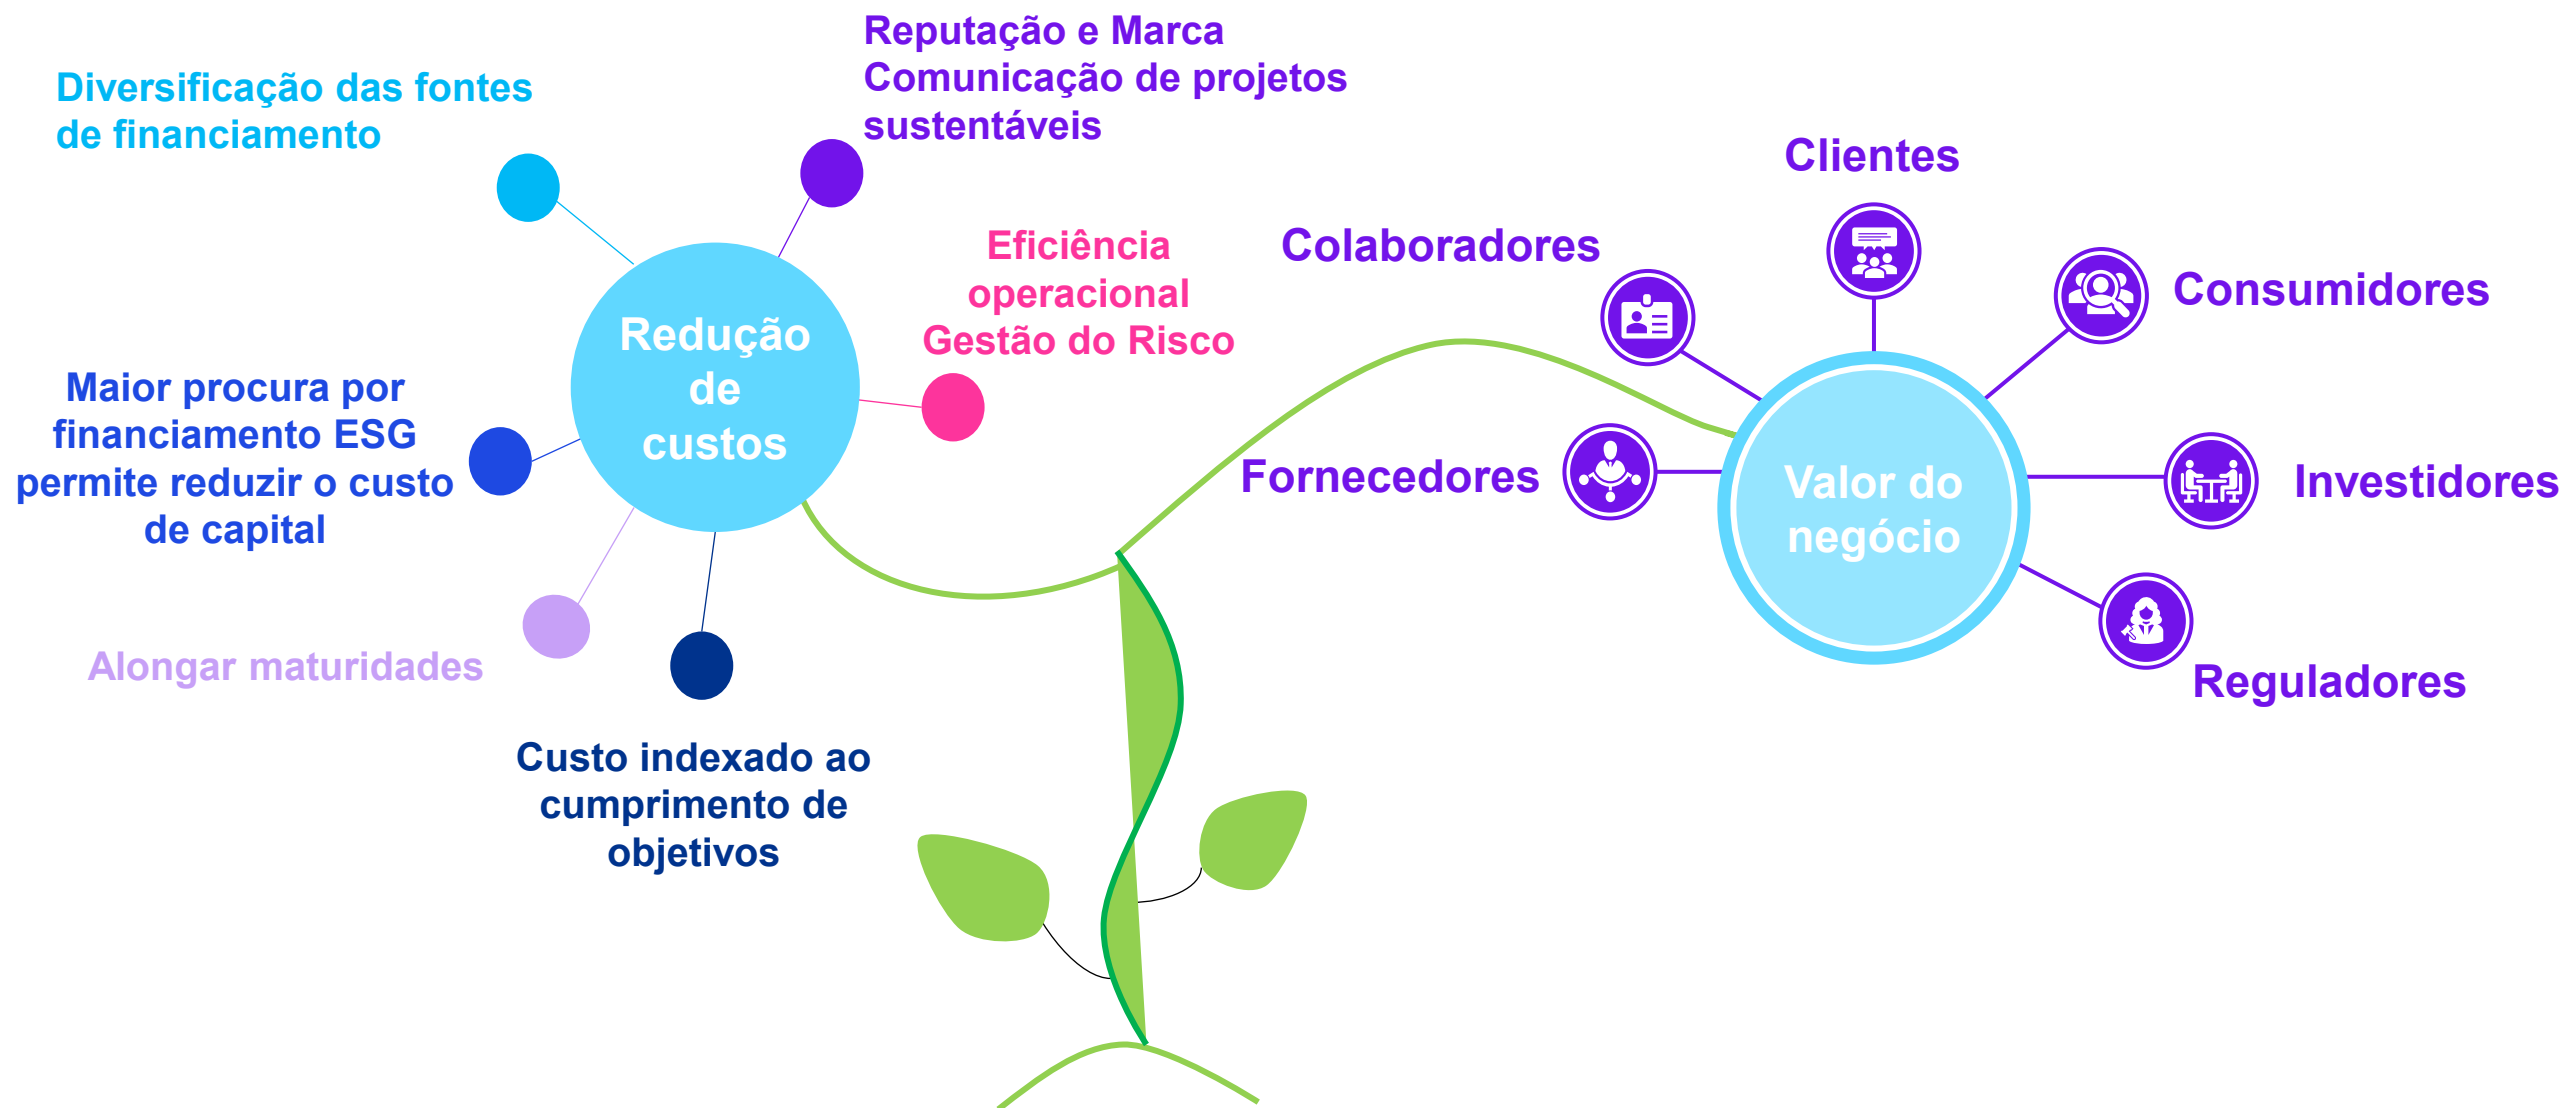 Reputação e Marca
Comunicação de projetos
sustentáveis
Diversificação das fontes
de financiamento
Eficiência
operacional
Gestão do Risco
Redução
de
custos
Maior procura por
financiamento ESG
permite reduzir o custo
de capital
Alongar maturidades
Custo indexado ao
cumprimento de
objetivos
Clientes
Colaboradores
Consumidores
Fornecedores
Valor do
negócio
Investidores
Reguladores